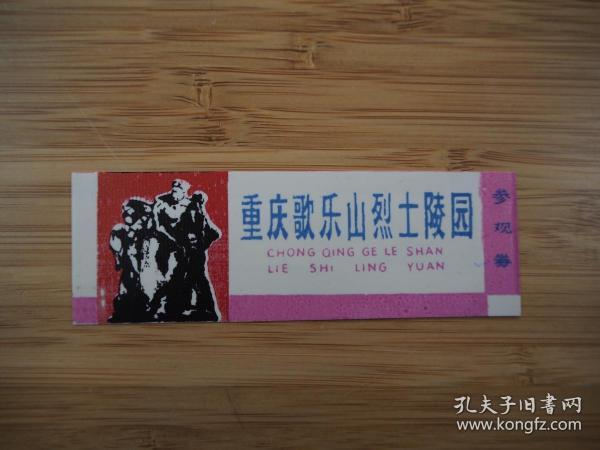 重庆歌乐山烈士陵园
CHONG QING GE LE SHAN
LIE SHI LING YUAN
参观券
孔夫子旧書网
www.kongfz.com